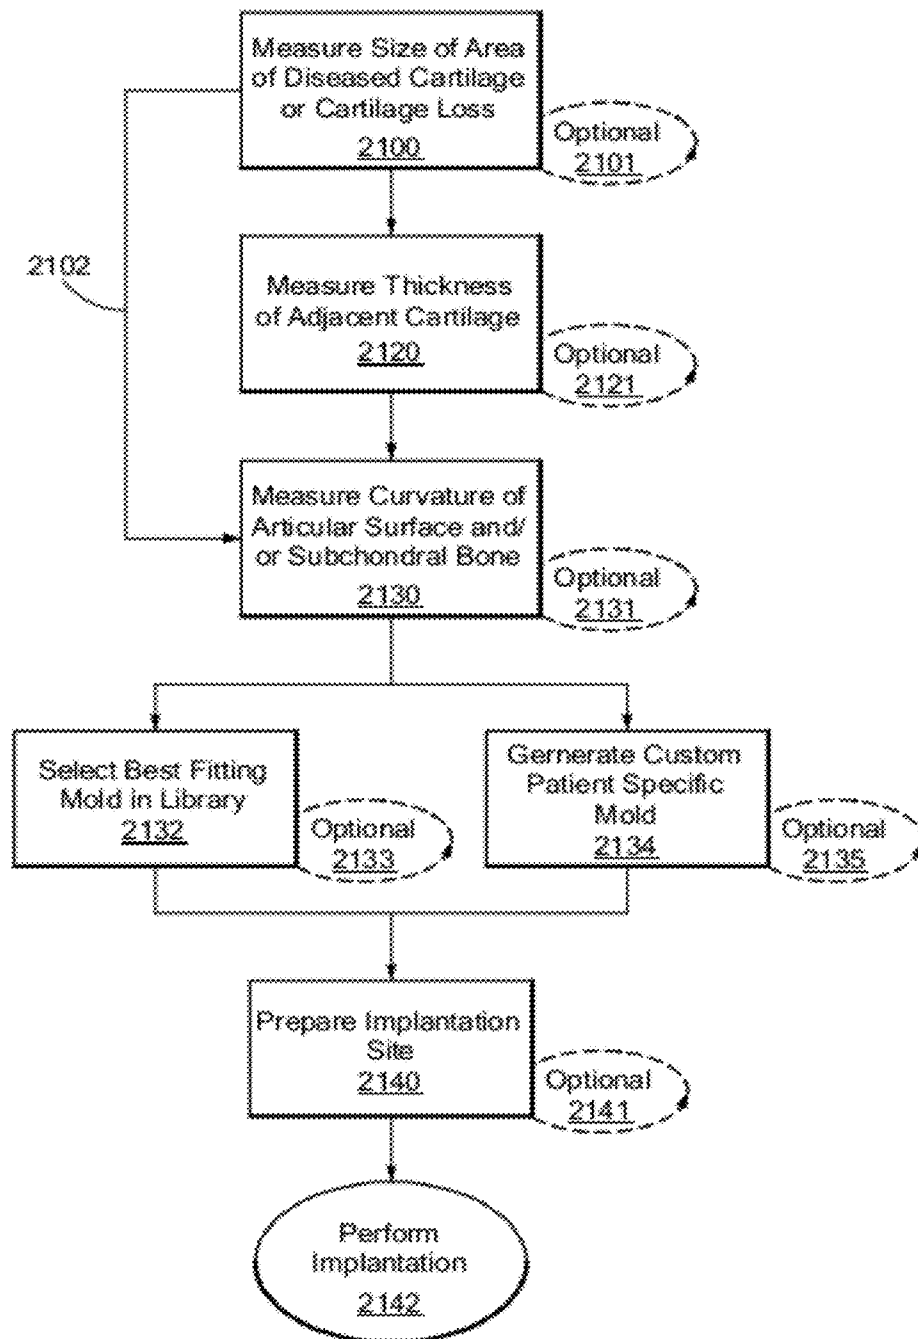 Measure Size of Area
of Diseased Cartilage
or Cartilage Loss
2100
Optional
2101
2102
Measure Thickness
of Adjacent Cartilage
2120
Optional
2121
Measure Curvature of
Articular Surface and/
or Subchondral Bone
2130
Optional
2131
Select Best Fitting
Mold in Library
2132
Optional
2133
Gernerate Custom
Patient Specific
Mold
2134
Optional
2135
Prepare Implantation
Site
2140
Optional
2141
Perform
Implantation
2142